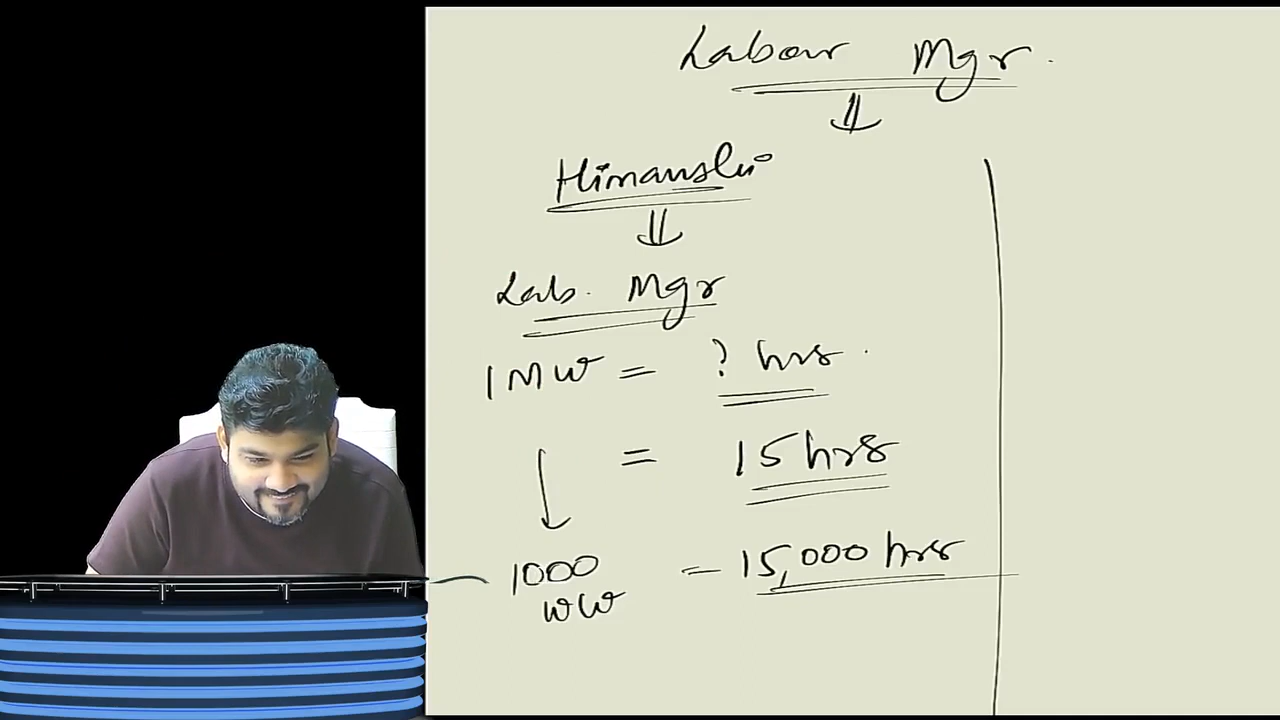 Labour Mgr.
Himanshu
Lab. Mgr
1 MW = ? hrs.
= 15 hrs
1000 = 15,000 hrs
WW